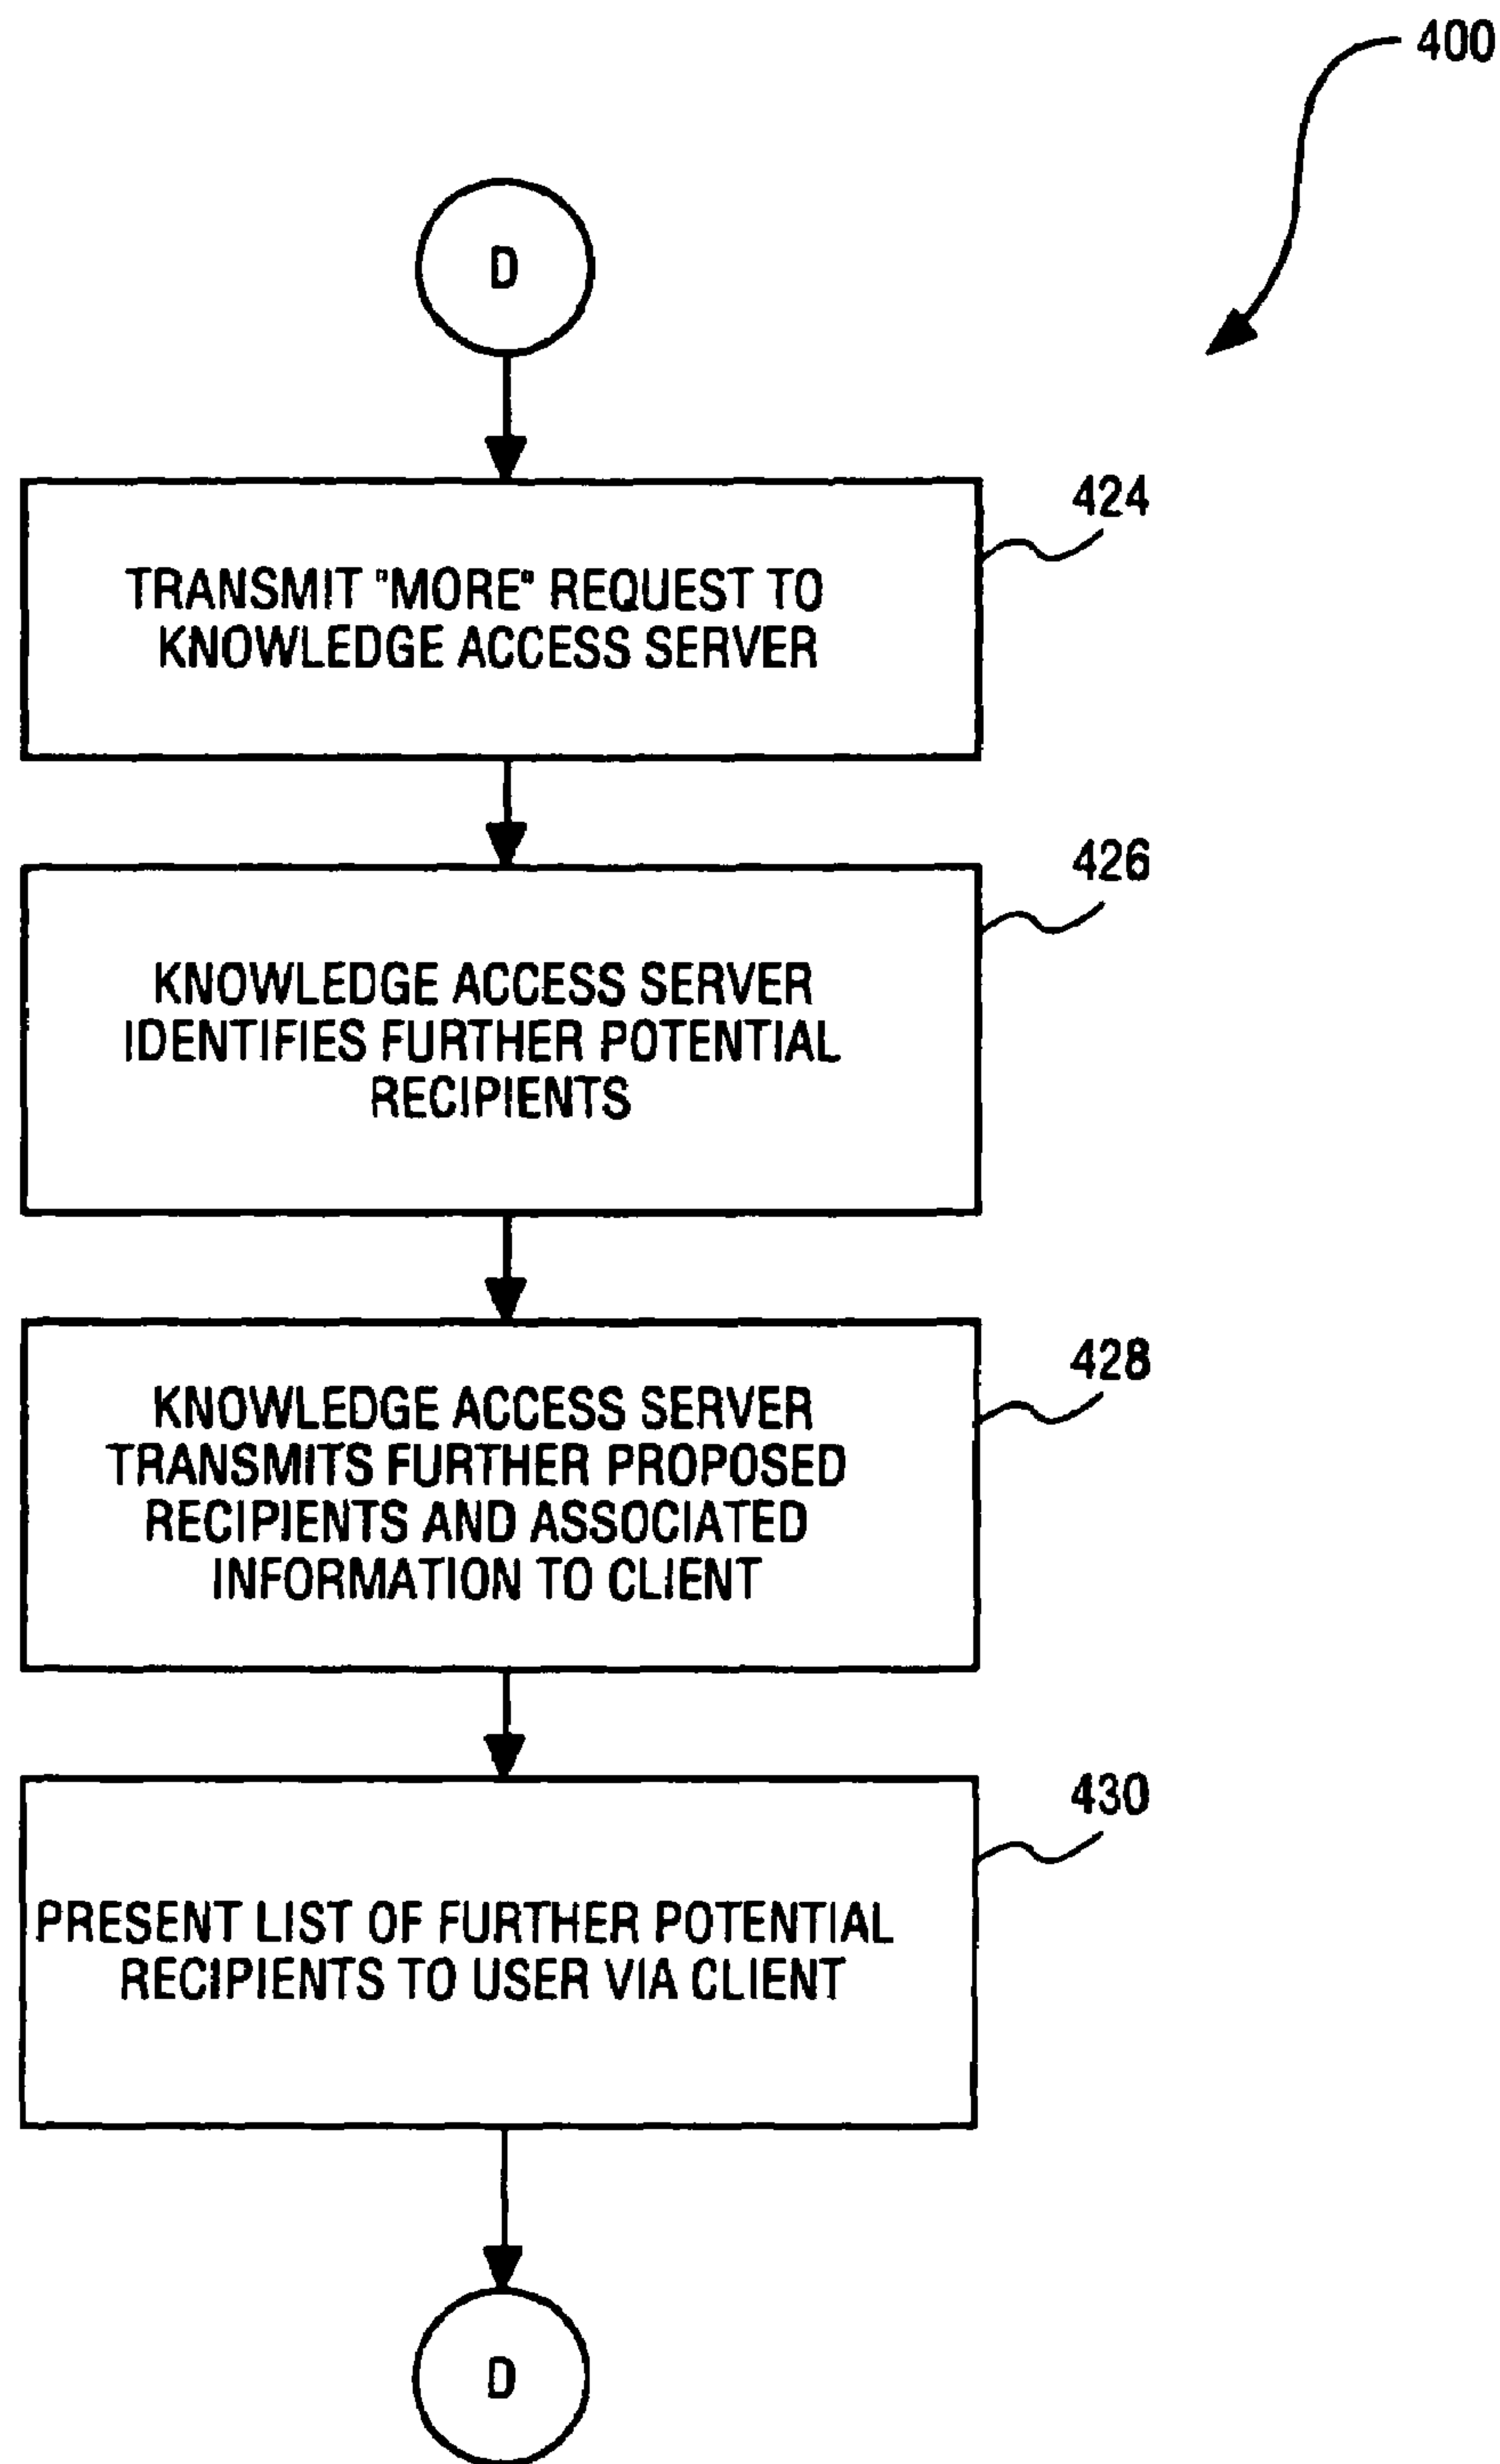 400
D
424
TRANSMIT "MORE" REQUEST TO
KNOWLEDGE ACCESS SERVER
426
KNOWLEDGE ACCESS SERVER
IDENTIFIES FURTHER POTENTIAL
RECIPIENTS
428
KNOWLEDGE ACCESS SERVER
TRANSMITS FURTHER PROPOSED
RECIPIENTS AND ASSOCIATED
INFORMATION TO CLIENT
430
PRESENT LIST OF FURTHER POTENTIAL
RECIPIENTS TO USER VIA CLIENT
D